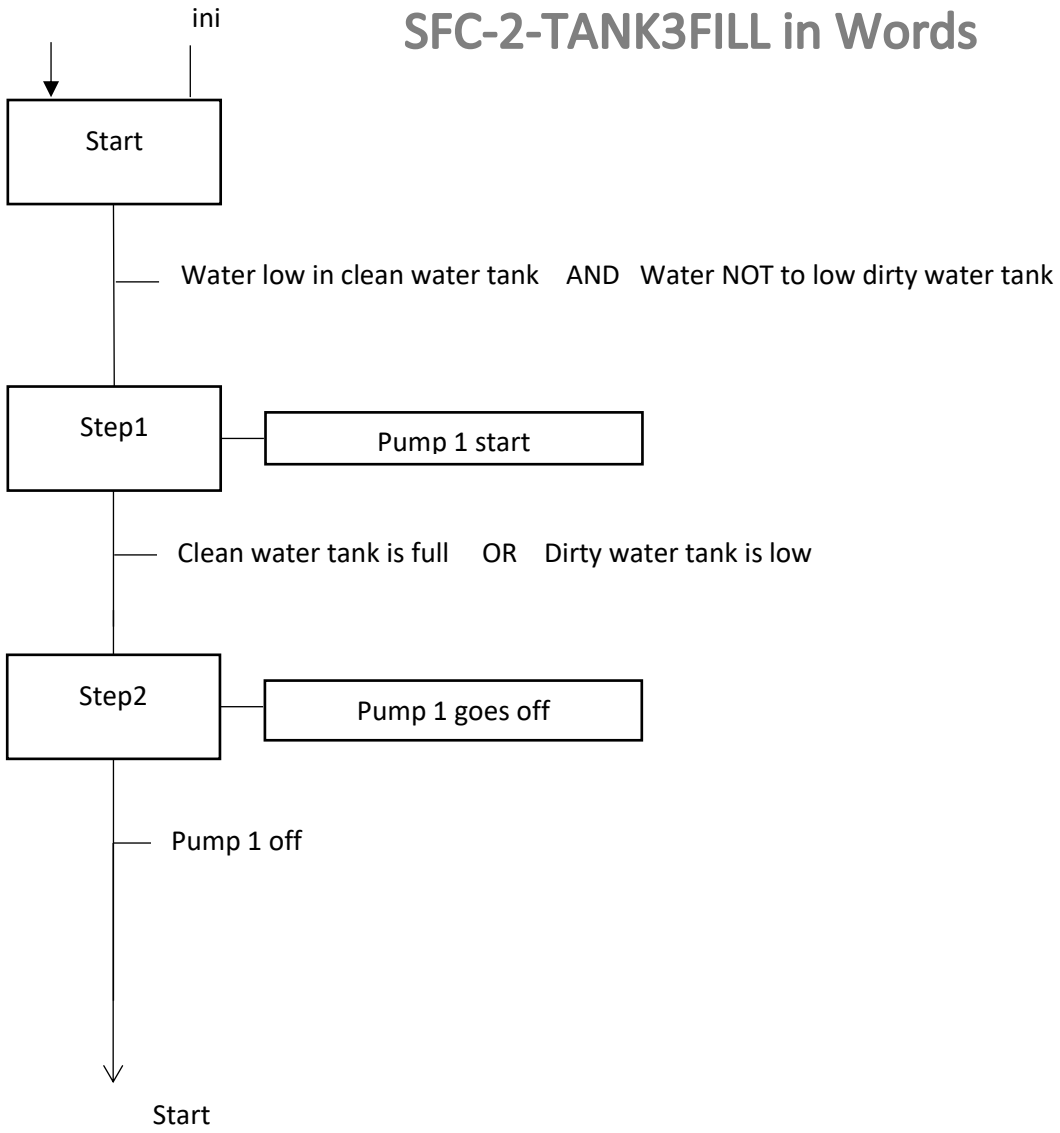 ini
SFC-2-TANK3FILL in Words
Start
Water low in clean water tank AND Water NOT to low dirty water tank
Step1
Pump 1 start
Clean water tank is full OR Dirty water tank is low
Step2
Pump 1 goes off
Pump 1 off
Start